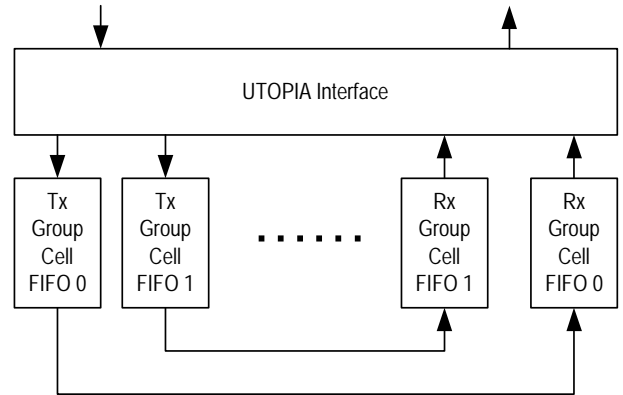 UTOPIA Interface
Tx
Group
Cell
FIFO 0
Tx
Group
Cell
FIFO 1
Rx
Group
Cell
FIFO 1
Rx
Group
Cell
FIFO 0